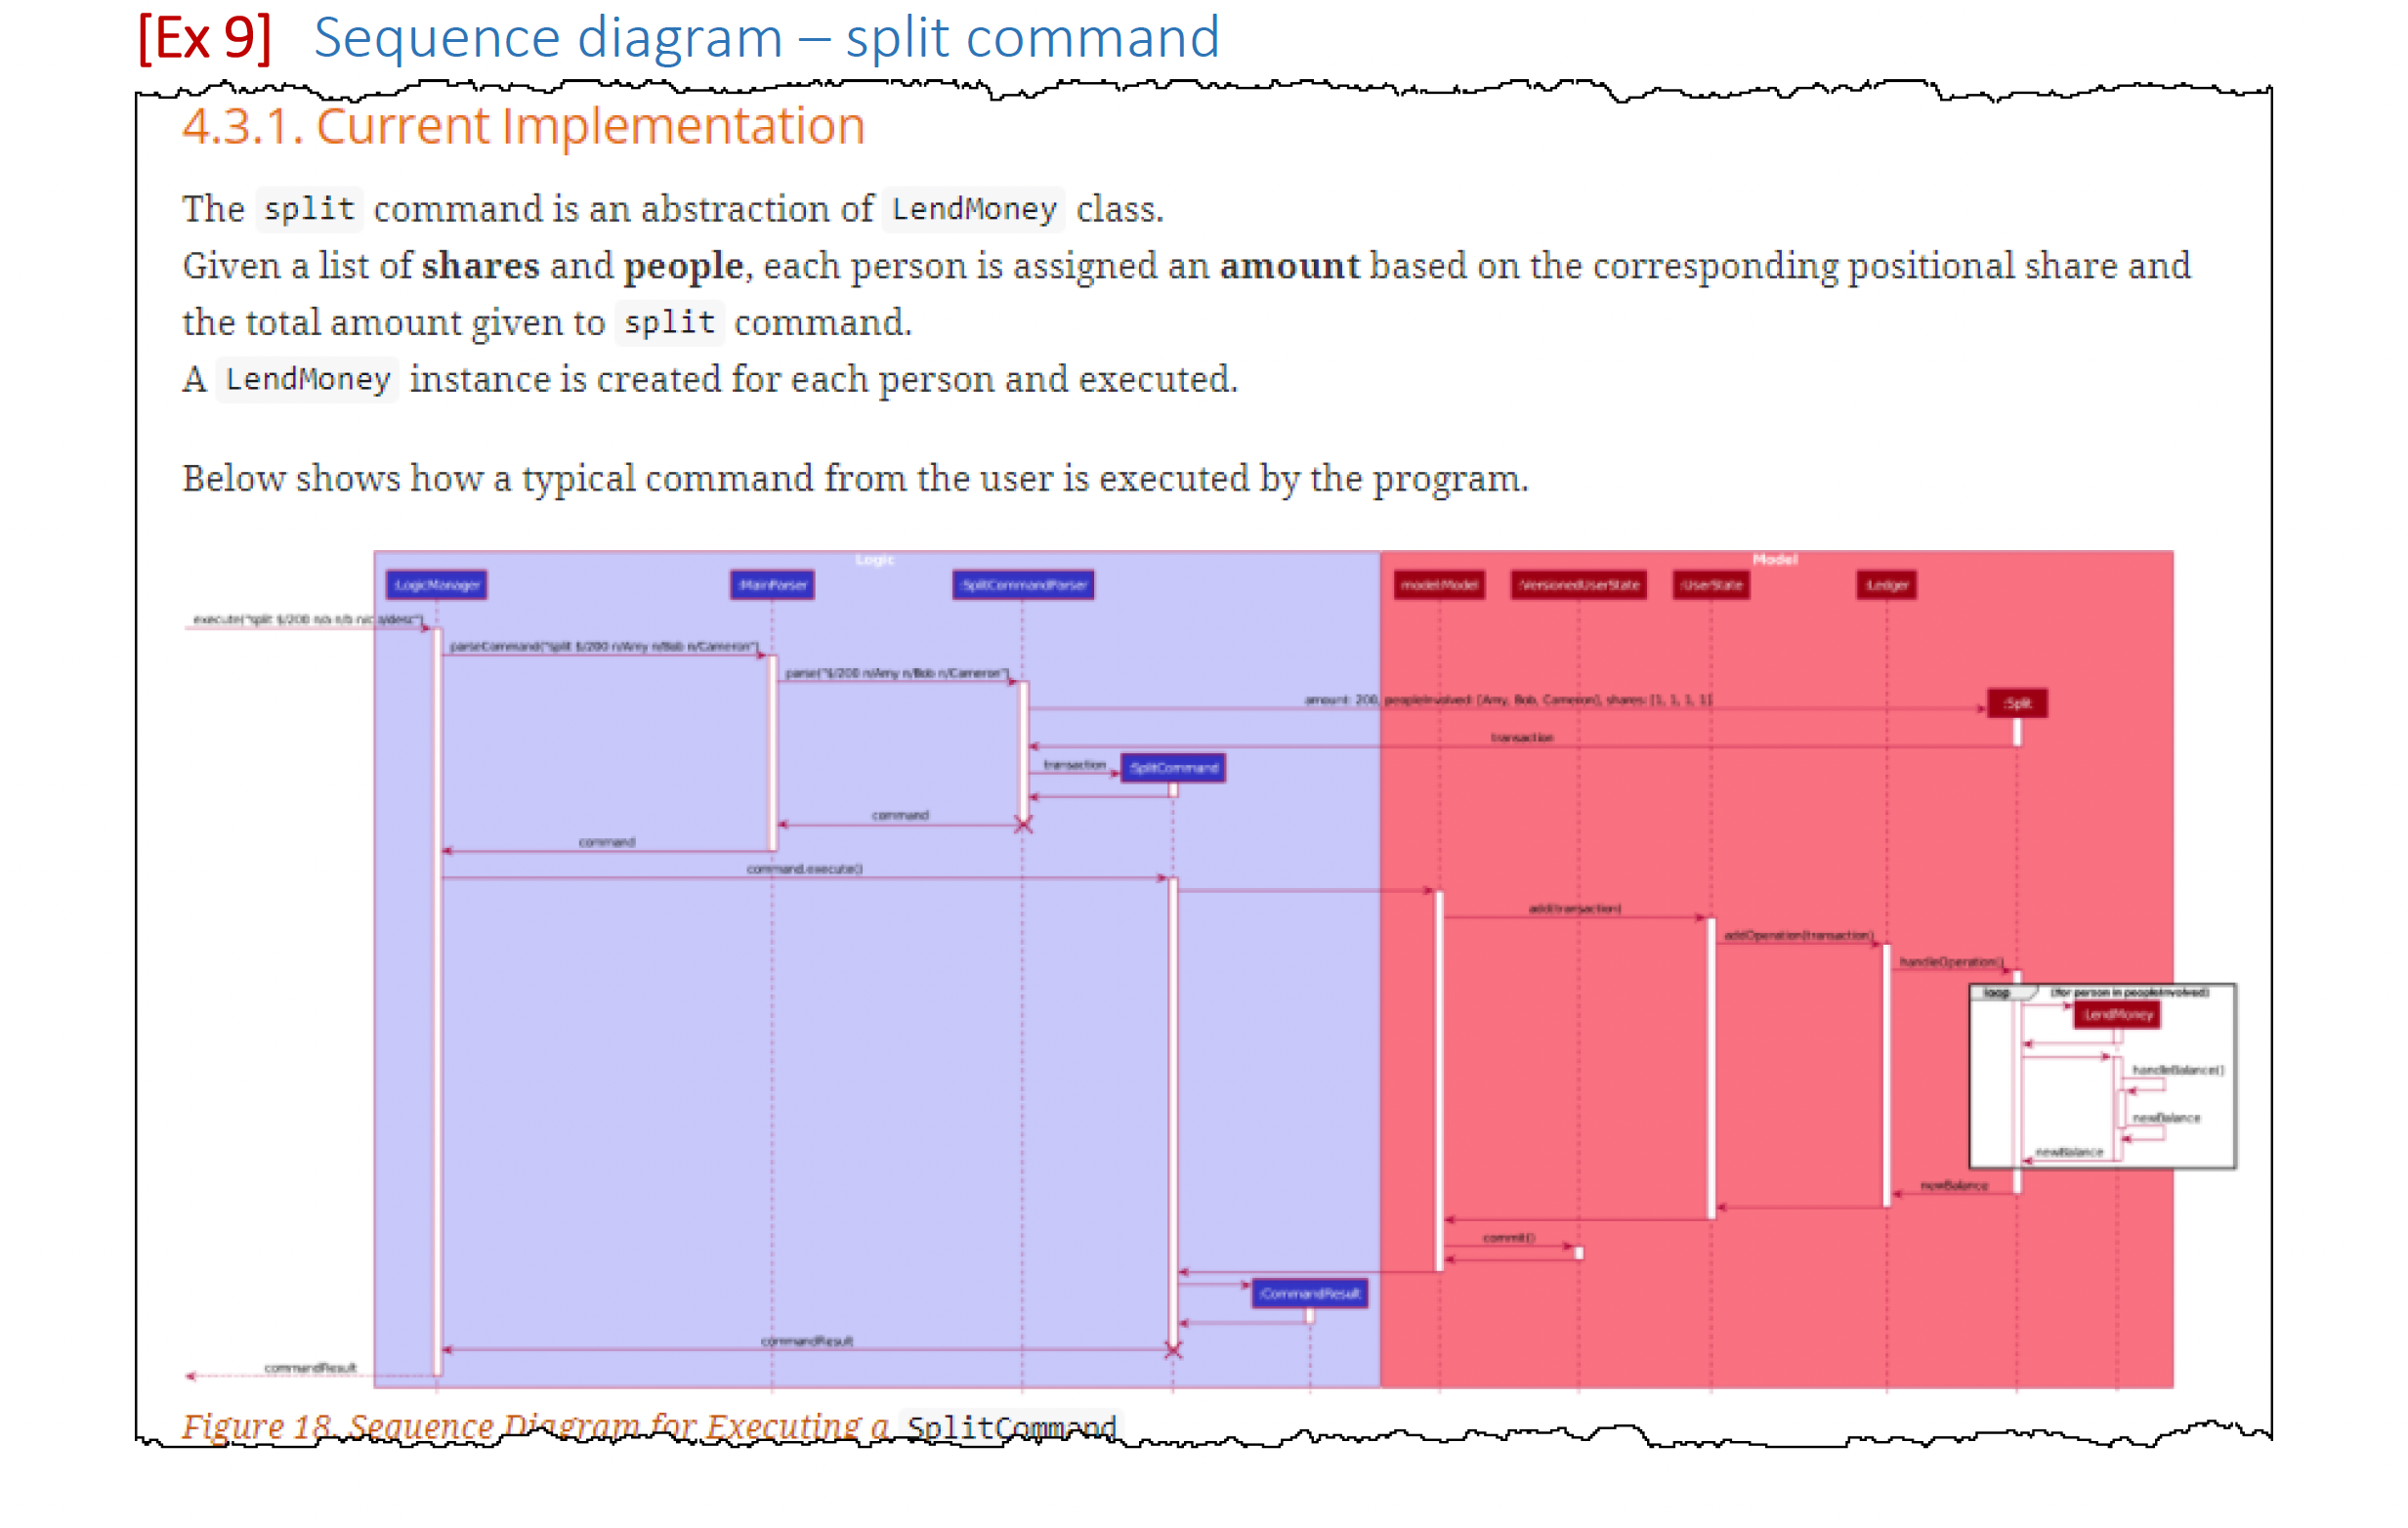 [Ex 9] Sequence diagram – split command
4.3.1. Current Implementation
The split command is an abstraction of LendMoney class.
Given a list of shares and people, each person is assigned an amount based on the corresponding positional share and
the total amount given to split command.
A LendMoney instance is created for each person and executed.
Below shows how a typical command from the user is executed by the program.
Logic
Model
:LogicManager
:MainParser
:SplitCommandParser
model:Model
:VersionedUserState
:UserState
:Ledger
parseCommand("split $/200 n/Amy n/Bob n/Cameron")
parse("$/200 n/Amy n/Bob n/Cameron")
amount: 200, peopleInvolved: [Amy, Bob, Cameron], shares: [1, 1, 1, 1]
:Split
transaction
transaction
:SplitCommand
command
command
command.execute()
add(transaction)
addOperation(transaction)
handleOperation()
loop
(for person in peopleInvolved)
:LendMoney
handleBalance()
newBalance
newBalance
newBalance
commit()
:CommandResult
commandResult
commandResult
Figure 18. Sequence Diagram for Executing a SplitCommand